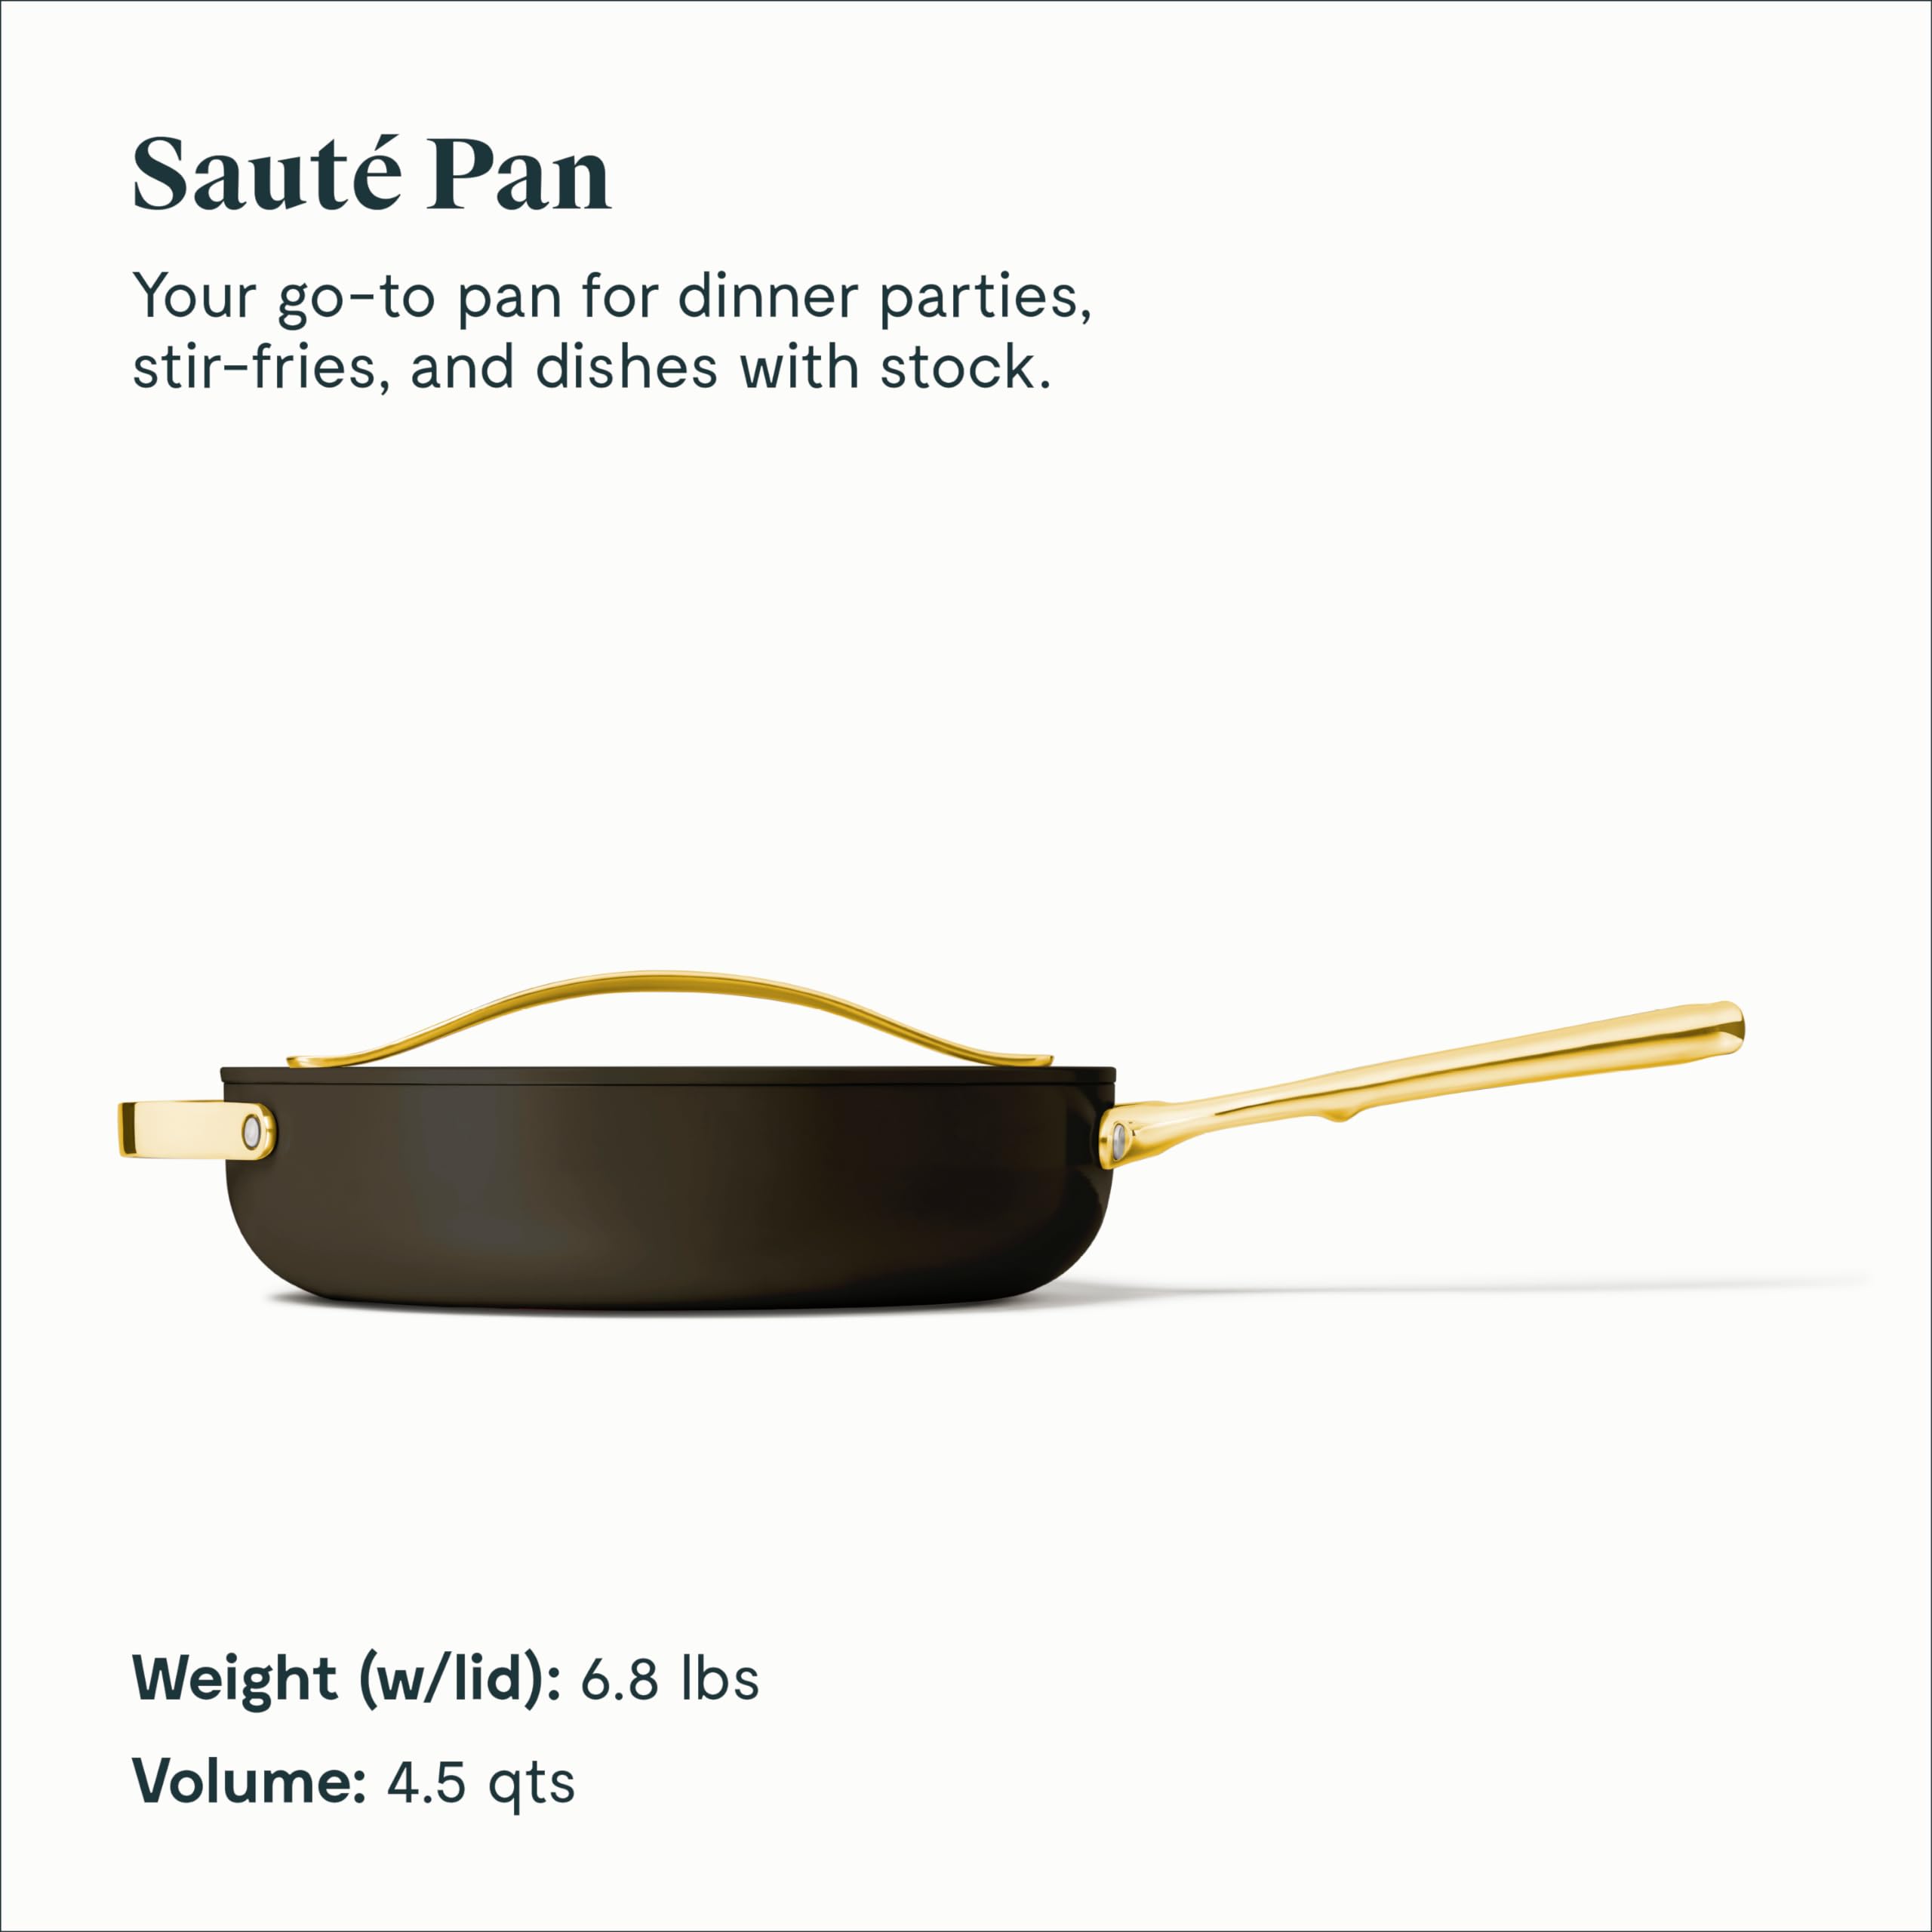 Sauté Pan
Your go-to pan for dinner parties,
stir-fries, and dishes with stock.
Weight (w/lid): 6.8 lbs
Volume: 4.5 qts